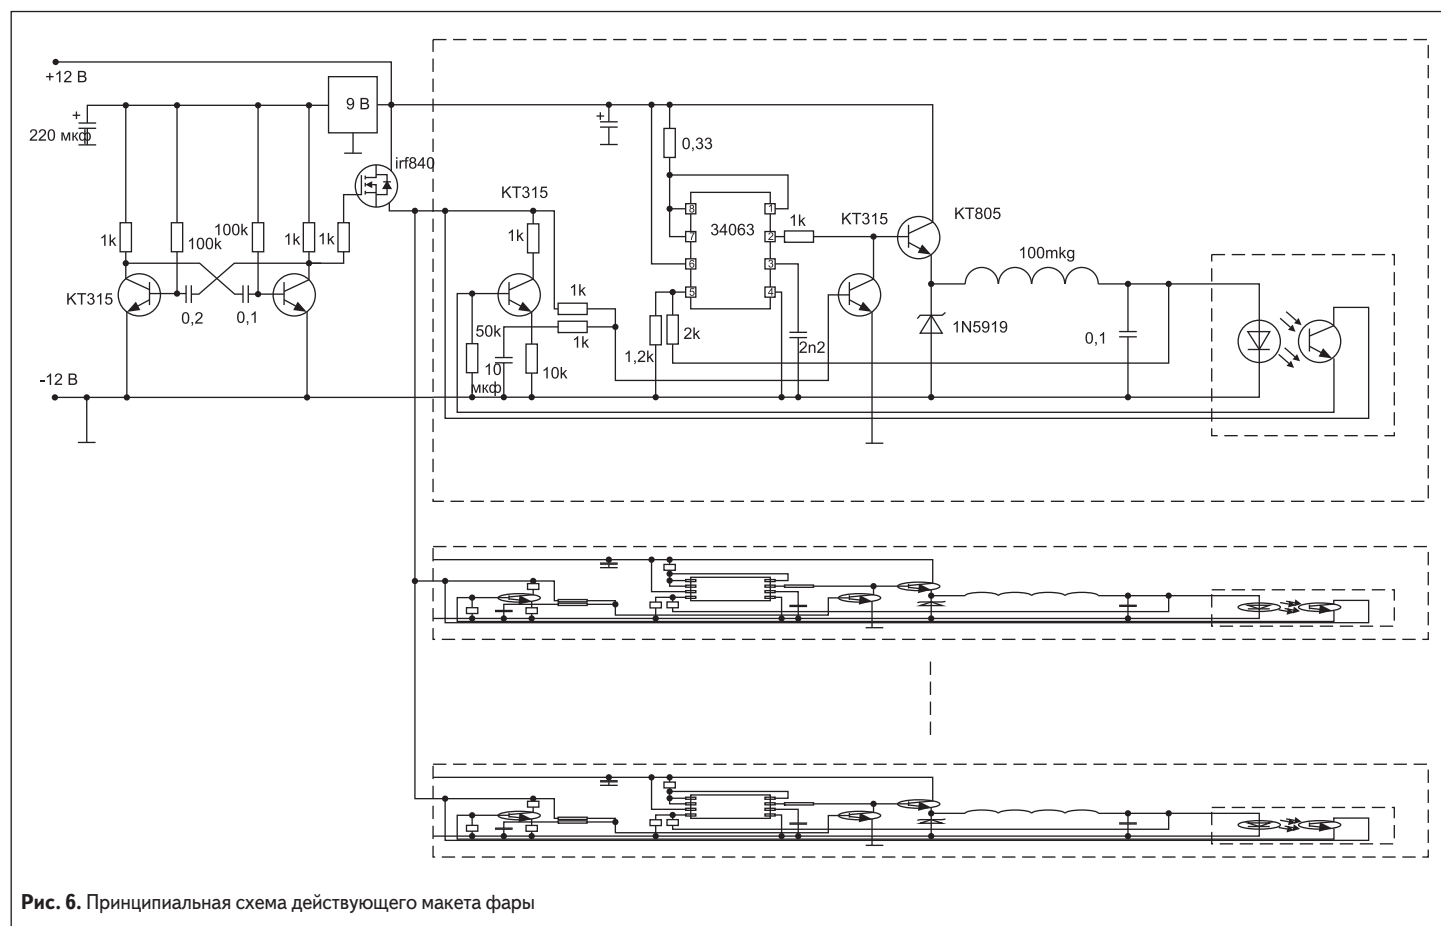 +12 В
9 В
+
220 мкф
+
0,33
irf840
КТ315
КТ315
КТ805
1k
100k
100k
1k
1k
1k
8
1
34063
1k
7
2
100mkg
6
3
КТ315
5
4
0,2
0,1
1k
50k
1k
2k
1,2k
2n2
1N5919
0,1
10
мкф
10k
-12 В
Рис. 6. Принципиальная схема действующего макета фары